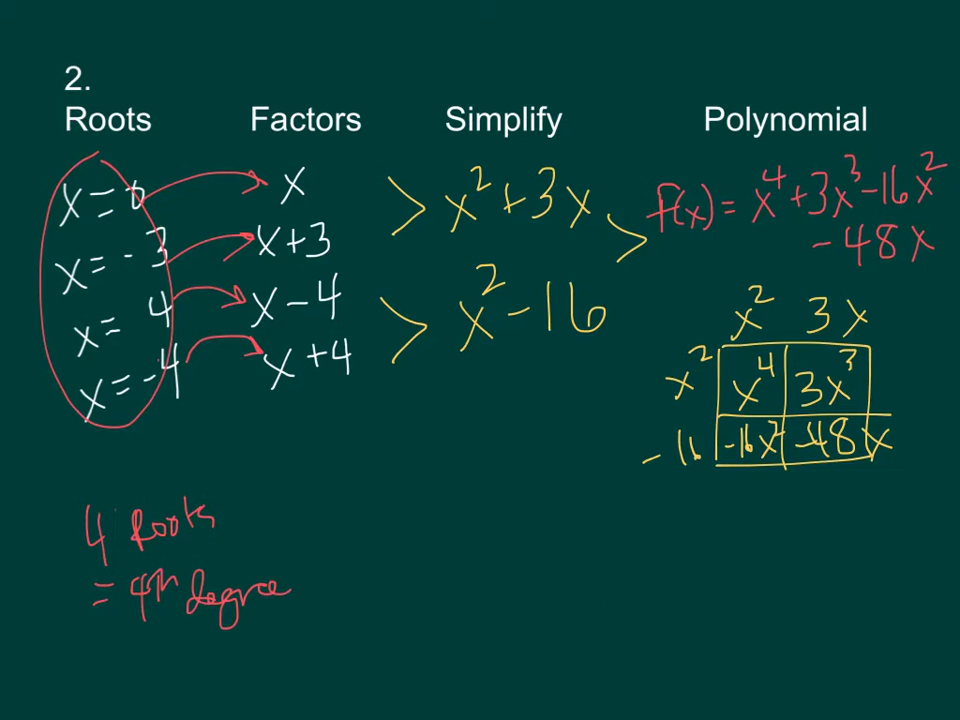 2.
Roots Factors Simplify Polynomial
x = 0 x > x² + 3x > f(x) = x⁴ + 3x³ - 16x²
- 48x
x = -3 x + 3
x = 4 x - 4 > x² - 16
x = -4 x + 4
x² 3x
x² x⁴ 3x³
-16 -16x² -48x
4 Roots
= 4th degree